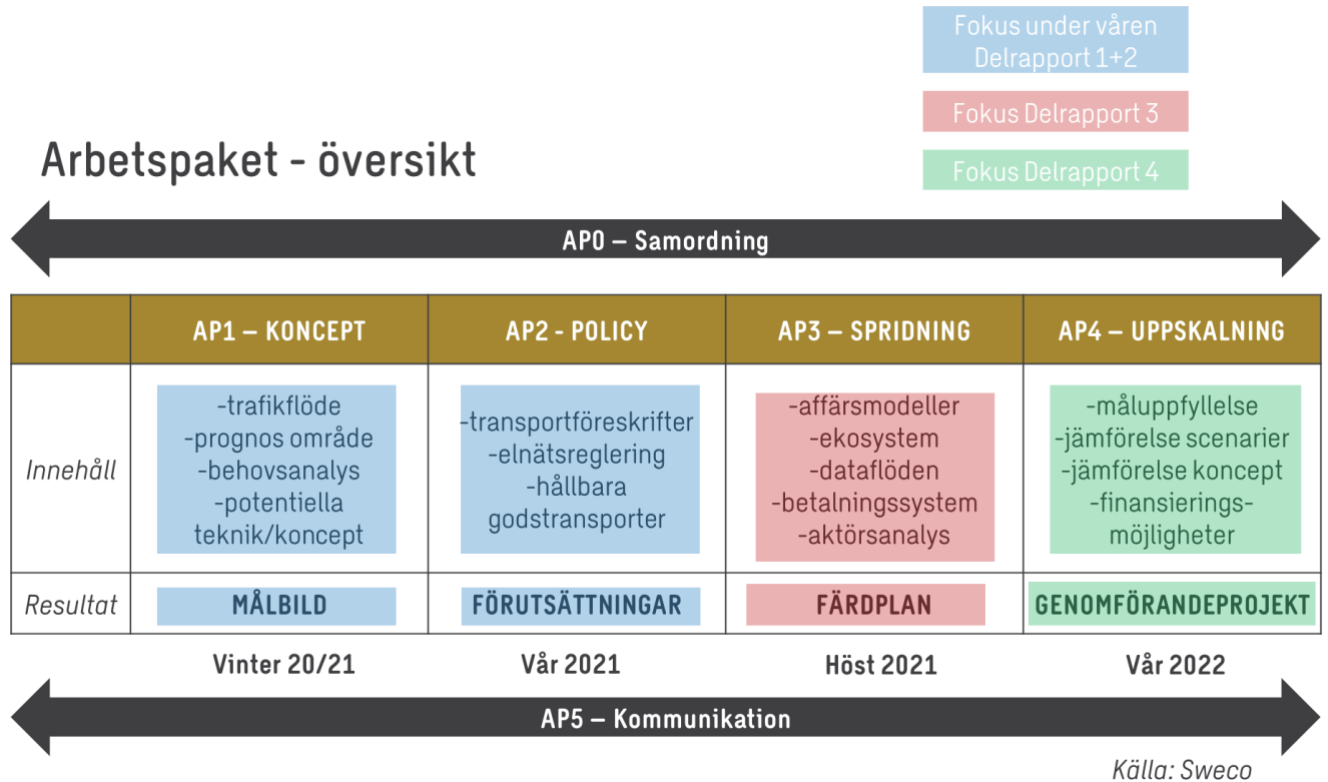 Fokus under våren
Delrapport 1+2
Fokus Delrapport 3
Fokus Delrapport 4
Arbetspaket - översikt
AP0 – Samordning
AP1 – KONCEPT
AP2 - POLICY
AP3 – SPRIDNING
AP4 – UPPSKALNING
Innehåll
-trafikflöde
-prognos område
-behovsanalys
-potentiella
teknik/koncept
-transportföreskrifter
-elnätsreglering
-hållbara
godstransporter
-affärsmodeller
-ekosystem
-dataflöden
-betalningssystem
-aktörsanalys
-måluppfyllelse
-jämförelse scenarier
-jämförelse koncept
-finansierings-
möjligheter
Resultat
MÅLBILD
FÖRUTSÄTTNINGAR
FÄRDPLAN
GENOMFÖRANDEPROJEKT
Vinter 20/21
Vår 2021
Höst 2021
Vår 2022
AP5 – Kommunikation
Källa: Sweco